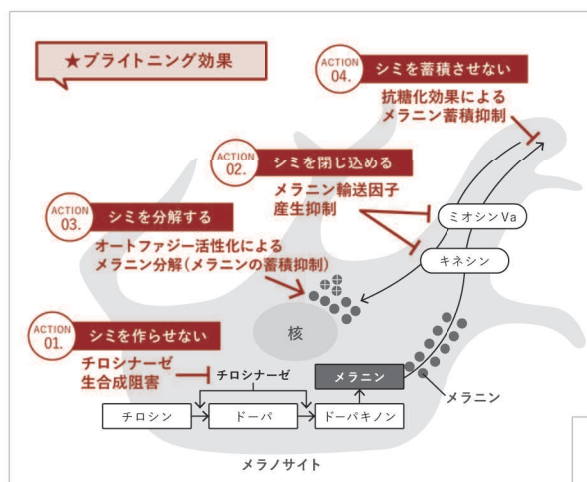 ★ブライトニング効果
ACTION
04.
シミを蓄積させない
抗糖化効果による
メラニン蓄積抑制
ACTION
02.
シミを閉じ込める
メラニン輸送因子
産生抑制
ミオシンVa
キネシン
ACTION
03.
シミを分解する
オートファジー活性化による
メラニン分解(メラニンの蓄積抑制)
核
ACTION
01.
シミを作らせない
チロシナーゼ
生合成阻害
チロシナーゼ
メラニン
メラニン
チロシン
ドーパ
ドーパキノン
メラノサイト